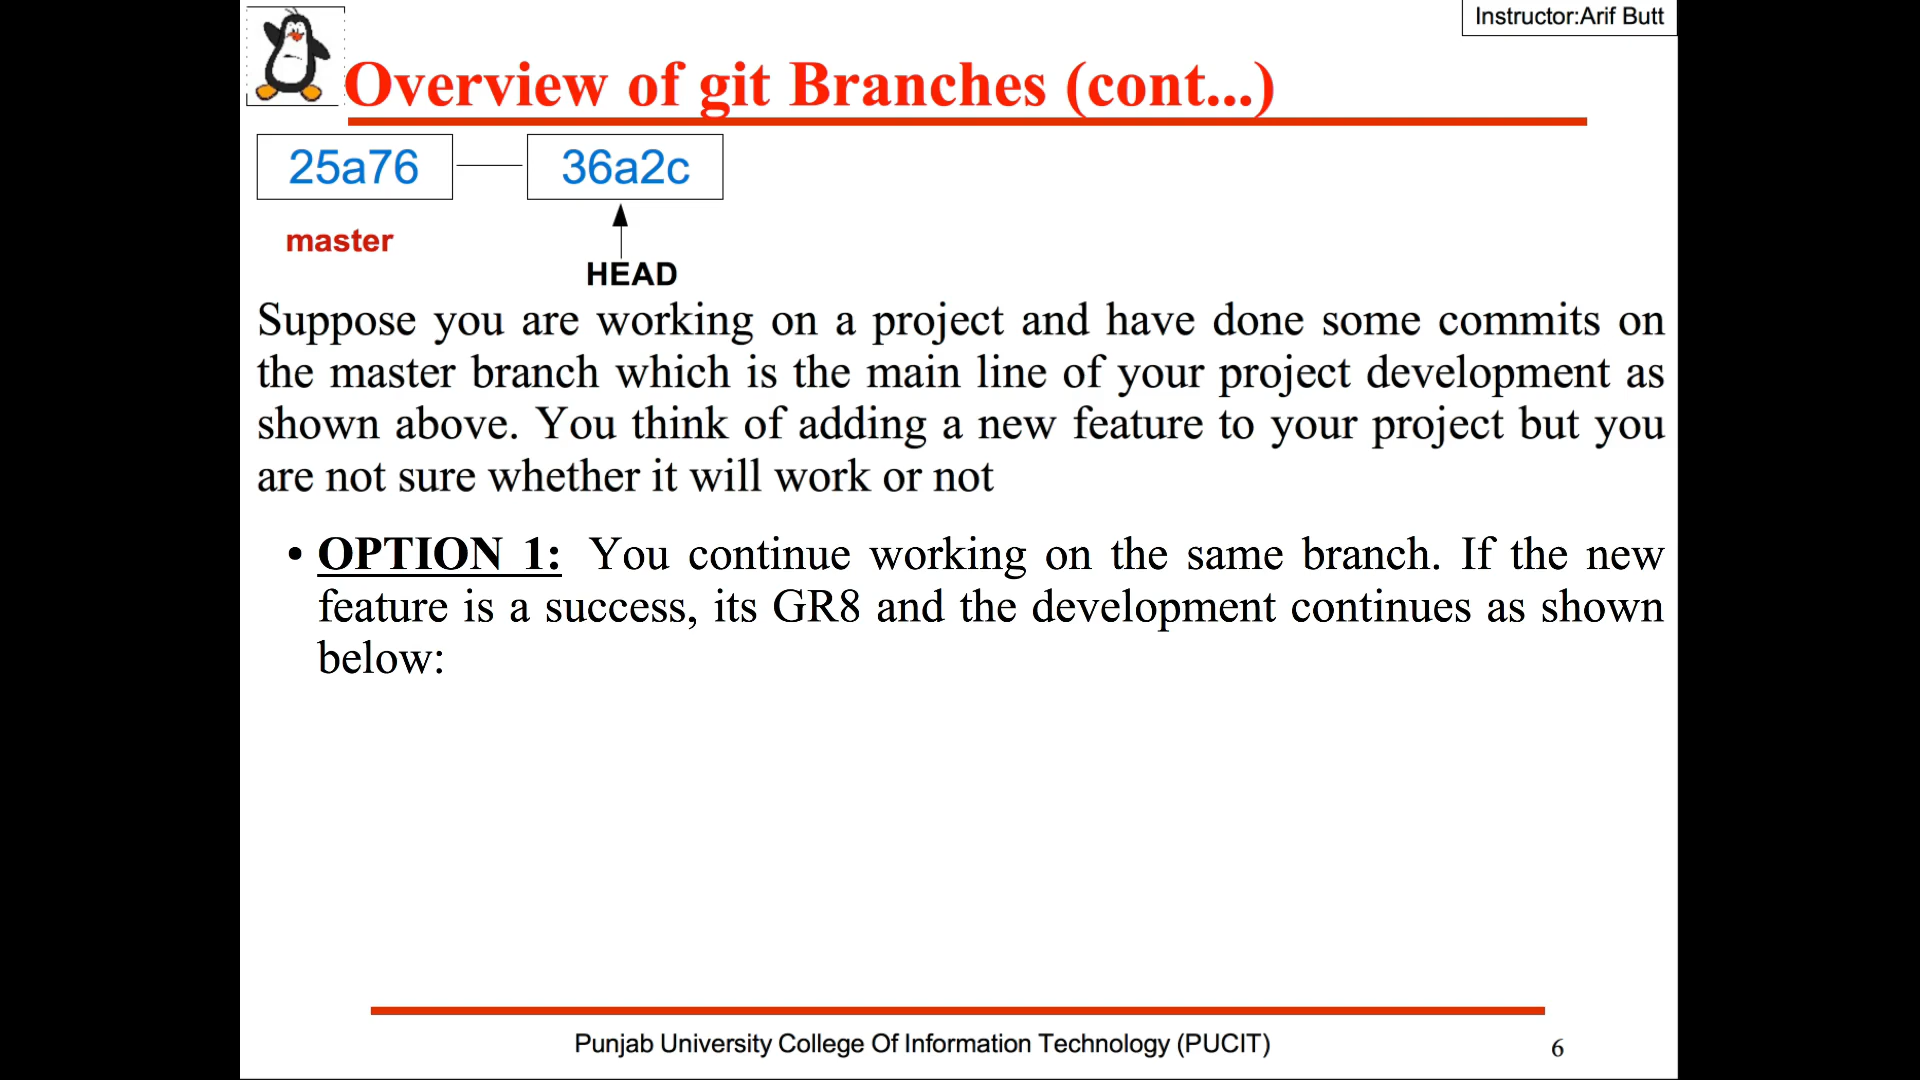 Instructor:Arif Butt
Overview of git Branches (cont...)
25a76 36a2c
master
HEAD
Suppose you are working on a project and have done some commits on
the master branch which is the main line of your project development as
shown above. You think of adding a new feature to your project but you
are not sure whether it will work or not
• OPTION 1: You continue working on the same branch. If the new
feature is a success, its GR8 and the development continues as shown
below:
Punjab University College Of Information Technology (PUCIT)
6